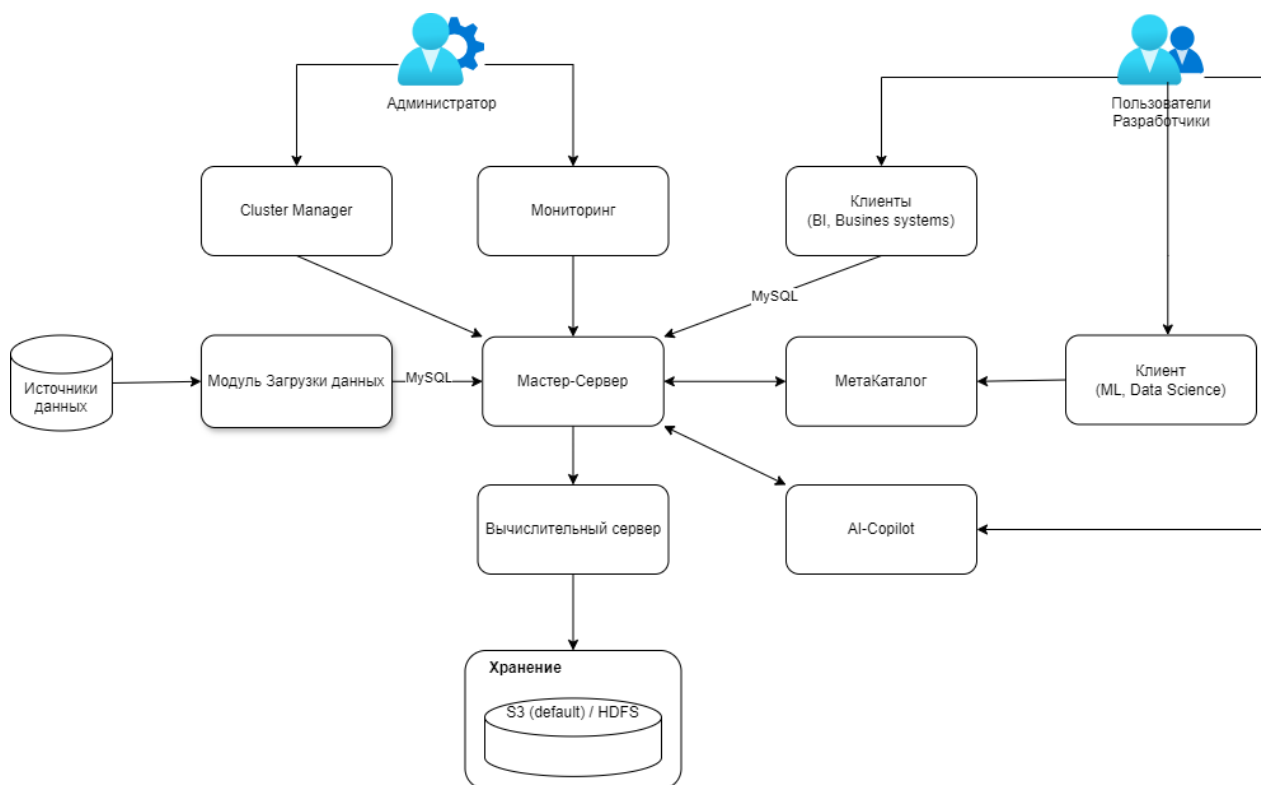 Администратор
Пользователи
Разработчики
Cluster Manager
Мониторинг
Клиенты
(BI, Busines systems)
MySQL
Источники
данных
Модуль Загрузки данных
MySQL
Мастер-Сервер
МетаКаталог
Клиент
(ML, Data Science)
Вычислительный сервер
AI-Copilot
Хранение
S3 (default) / HDFS